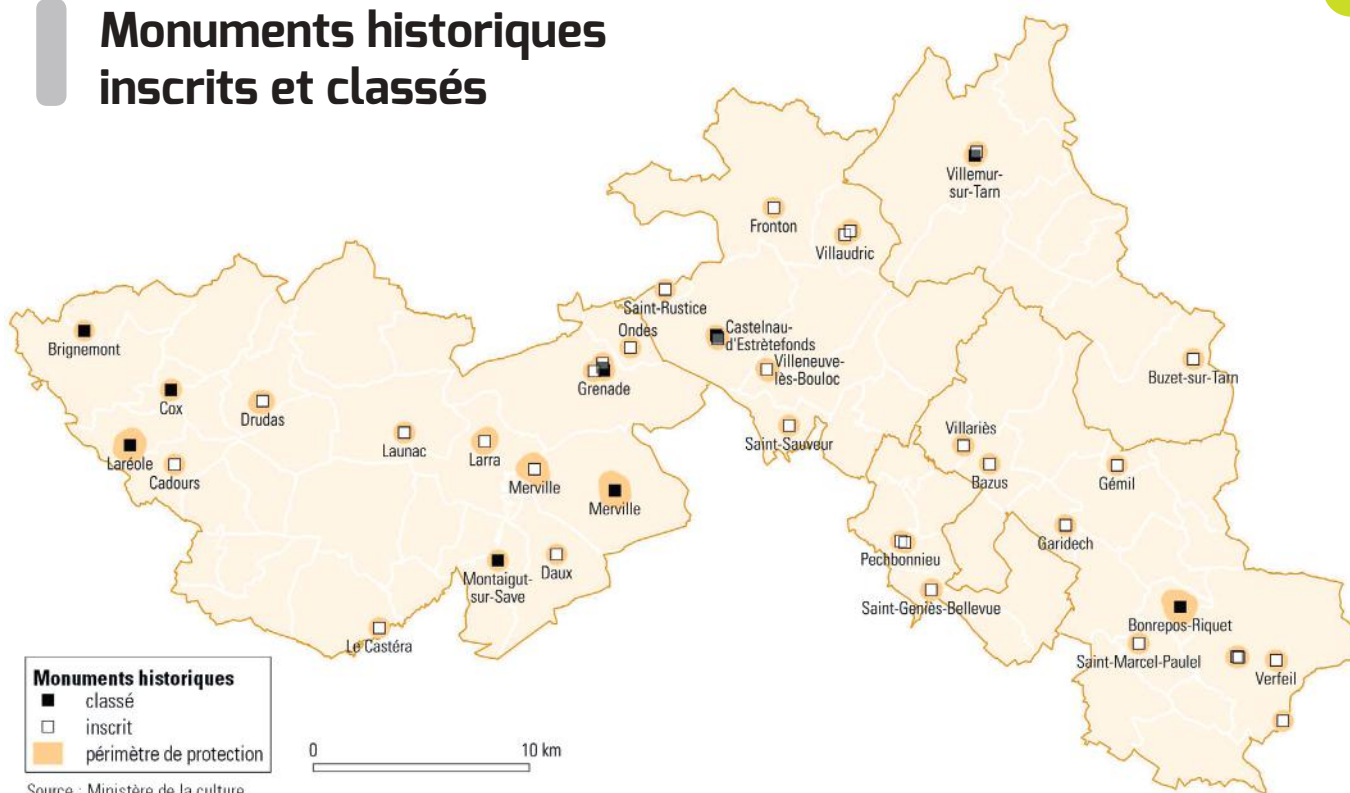 Monuments historiques
inscrits et classés
Villemur-
sur-Tarn
Fronton
Villaudric
Saint-Rustice
Ondes
Castelnau-
d'Estrètefonds
Villeneuve-
lès-Bouloc
Brignemont
Grenade
Buzet-sur-Tarn
Cox
Drudas
Saint-Sauveur
Villariès
Launac
Larra
Laréole
Cadours
Merville
Bazus
Gémil
Merville
Garidech
Pechbonnieu
Montaigut-
sur-Save
Daux
Saint-Geniès-Bellevue
Bonrepos-Riquet
Le Castéra
Saint-Marcel-Paulel
Verfeil
Monuments historiques
classé
inscrit
périmètre de protection
0 10 km
Source : Ministère de la culture